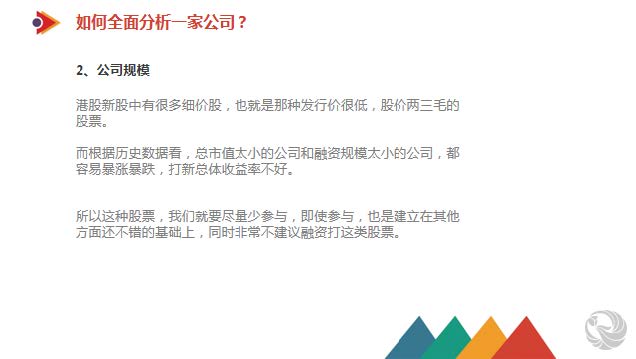 如何全面分析一家公司？
2、公司规模
港股新股中有很多细价股，也就是那种发行价很低，股价两三毛的
股票。
而根据历史数据看，总市值太小的公司和融资规模太小的公司，都
容易暴涨暴跌，打新总体收益率不好。
所以这种股票，我们就要尽量少参与，即使参与，也是建立在其他
方面还不错的基础上，同时非常不建议融资打这类股票。